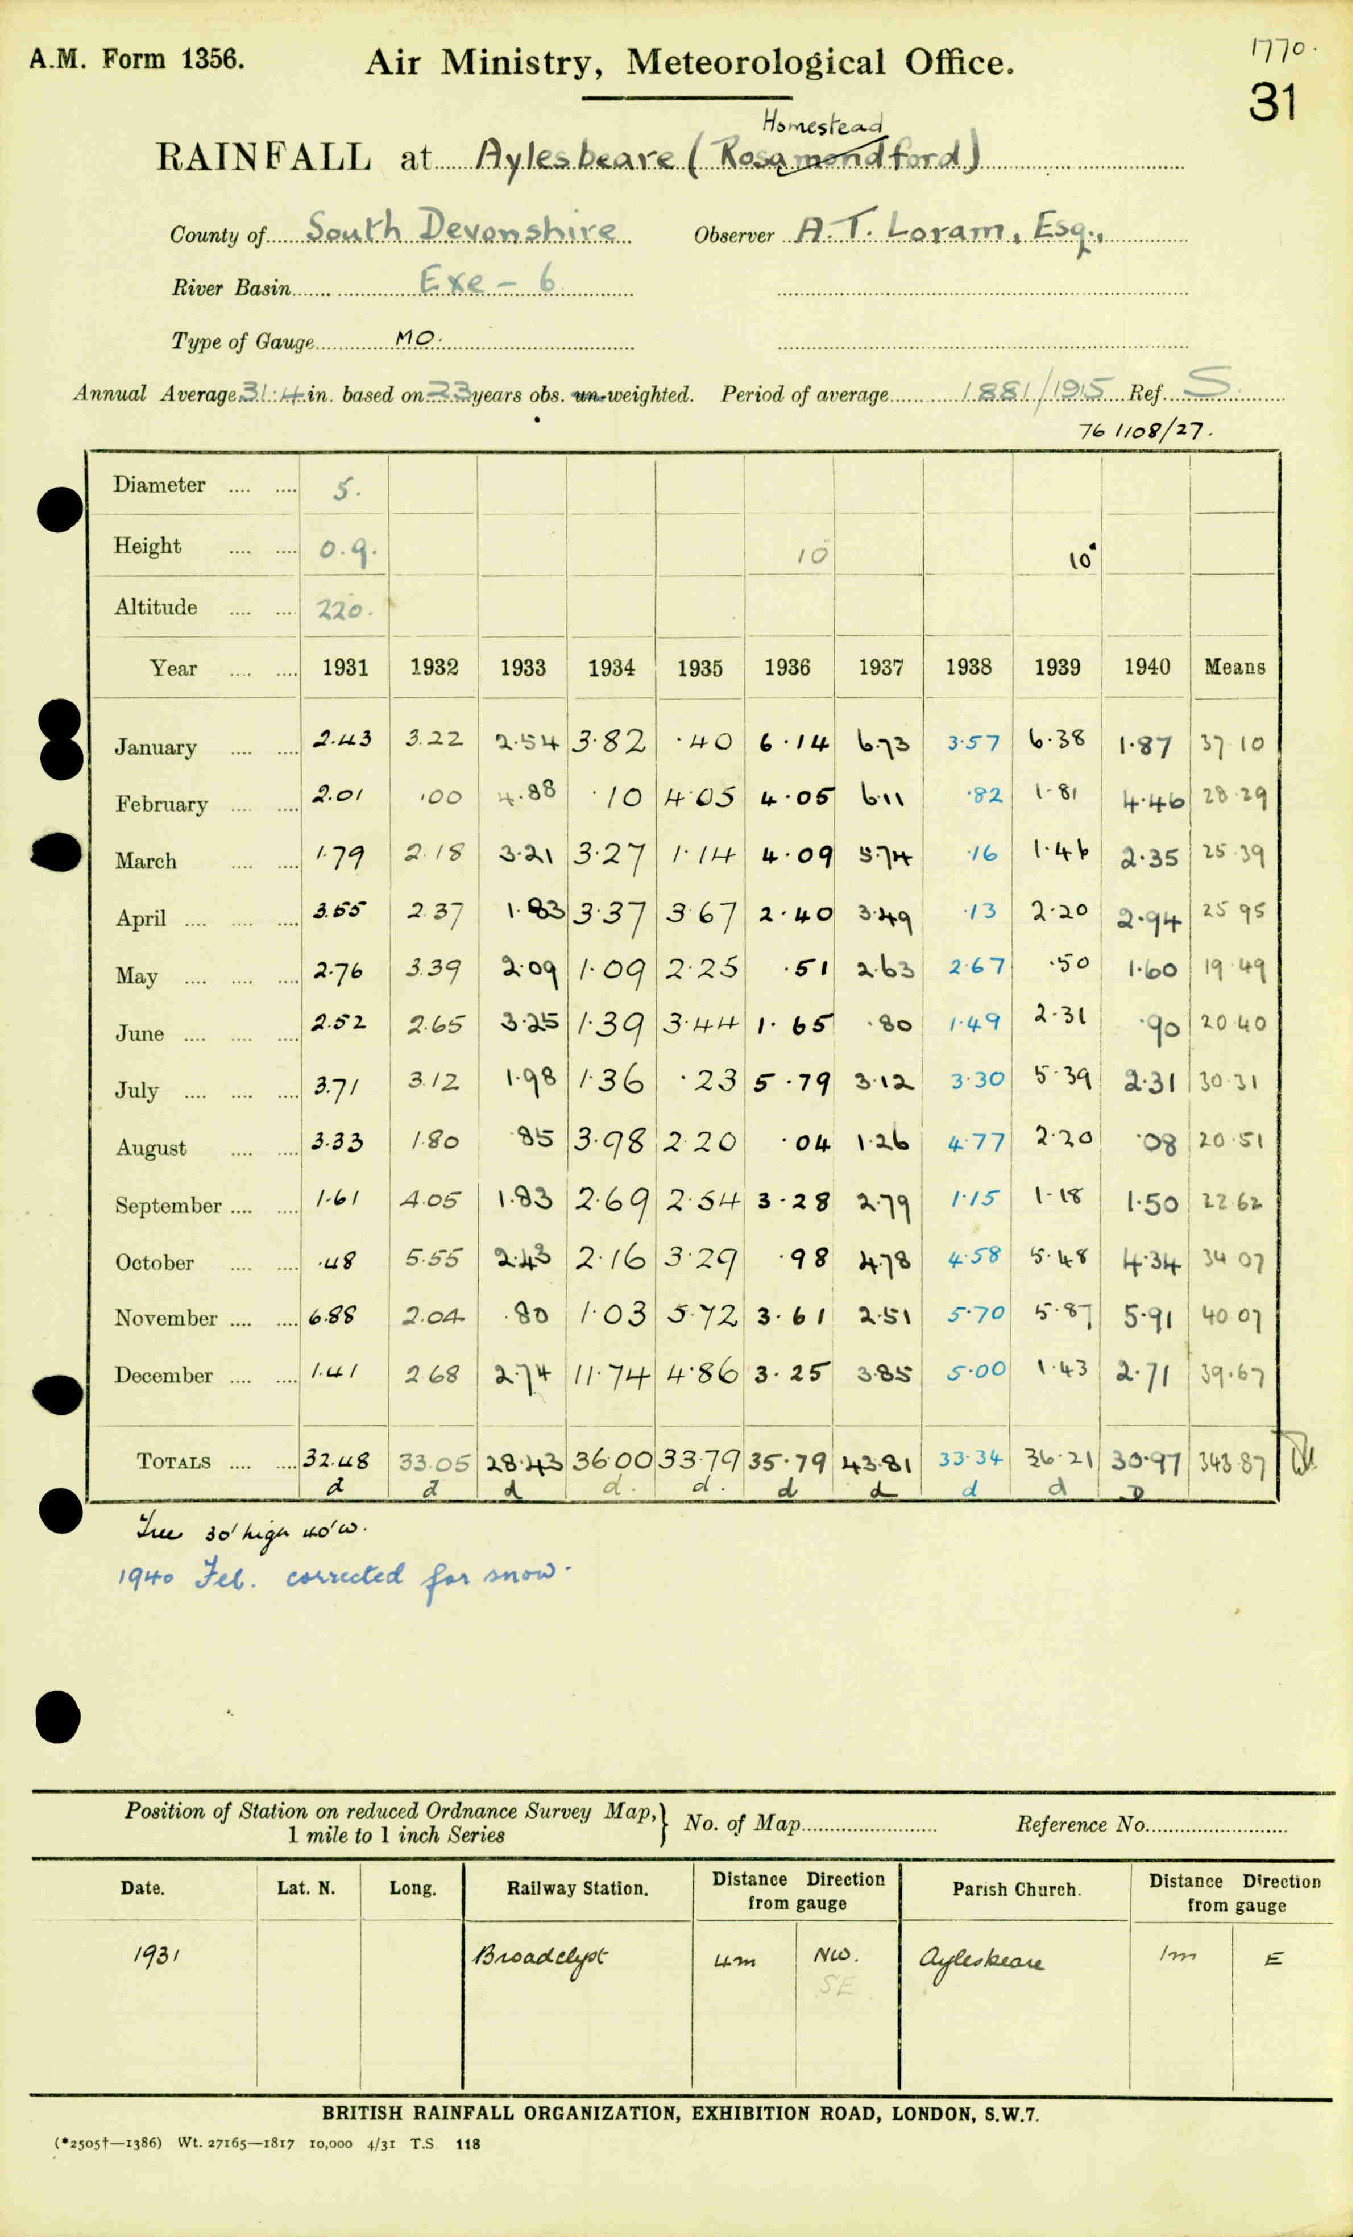 1770.
A.M. Form 1356. Air Ministry, Meteorological Office.
31
Homestead
RAINFALL at Aylesbeare (Rosamondford)
County of South Devonshire Observer A.T. Loram, Esq.,
River Basin Exe - 6
Type of Gauge MO.
Annual Average 31.4 in. based on 23 years obs. un-weighted. Period of average 1881/1915 Ref. S.
76 1108/27.
Diameter .... .... 5.
Height .... .... 0.9. 10 10"
Altitude .... .... 220.
Year .... .... 1931 1932 1933 1934 1935 1936 1937 1938 1939 1940 Means
January .... .... 2.43 3.22 2.54 3.82 .40 6.14 6.73 3.57 6.38 1.87 37.10
February .... .... 2.01 .00 4.88 .10 4.05 4.05 6.11 .82 1.81 4.46 28.29
March .... .... 1.79 2.18 3.21 3.27 1.14 4.09 5.74 .16 1.46 2.35 25.39
April .... .... .... 3.55 2.37 1.83 3.37 3.67 2.40 3.49 .13 2.20 2.94 25 95
May .... .... .... 2.76 3.39 2.09 1.09 2.25 .51 2.63 2.67 .50 1.60 19.49
June .... .... .... 2.52 2.65 3.25 1.39 3.44 1.65 .80 1.49 2.31 .90 20.40
July .... .... .... 3.71 3.12 1.98 1.36 .23 5.79 3.12 3.30 5.39 2.31 30.31
August .... .... 3.33 1.80 .85 3.98 2.20 .04 1.26 4.77 2.20 .08 20.51
September .... .... 1.61 4.05 1.83 2.69 2.54 3.28 2.79 1.15 1.18 1.50 22.62
October .... .... .48 5.55 2.43 2.16 3.29 .98 4.78 4.58 5.48 4.34 34 07
November .... .... 6.88 2.04 .80 1.03 5.72 3.61 2.51 5.70 5.87 5.91 40 07
December .... .... 1.41 2.68 2.74 11.74 4.86 3.25 3.85 5.00 1.43 2.71 39.67
TOTALS .... .... 32.48 33.05 28.43 36.00 33.79 35.79 43.81 33.34 36.21 30.97 343.87
d d d d. d. d d d d D
Tree 30' high 40' W.
1940 Feb. corrected for snow.
Position of Station on reduced Ordnance Survey Map,} No. of Map Reference No.
1 mile to 1 inch Series
Date. Lat. N. Long. Railway Station. Distance Direction from gauge Parish Church. Distance Direction from gauge
1931 Broadclyst 4m NW. Aylesbeare 1m E
SE
BRITISH RAINFALL ORGANIZATION, EXHIBITION ROAD, LONDON, S.W.7.
(*2505†—1386) Wt. 27165—1817 10,000 4/31 T.S 118